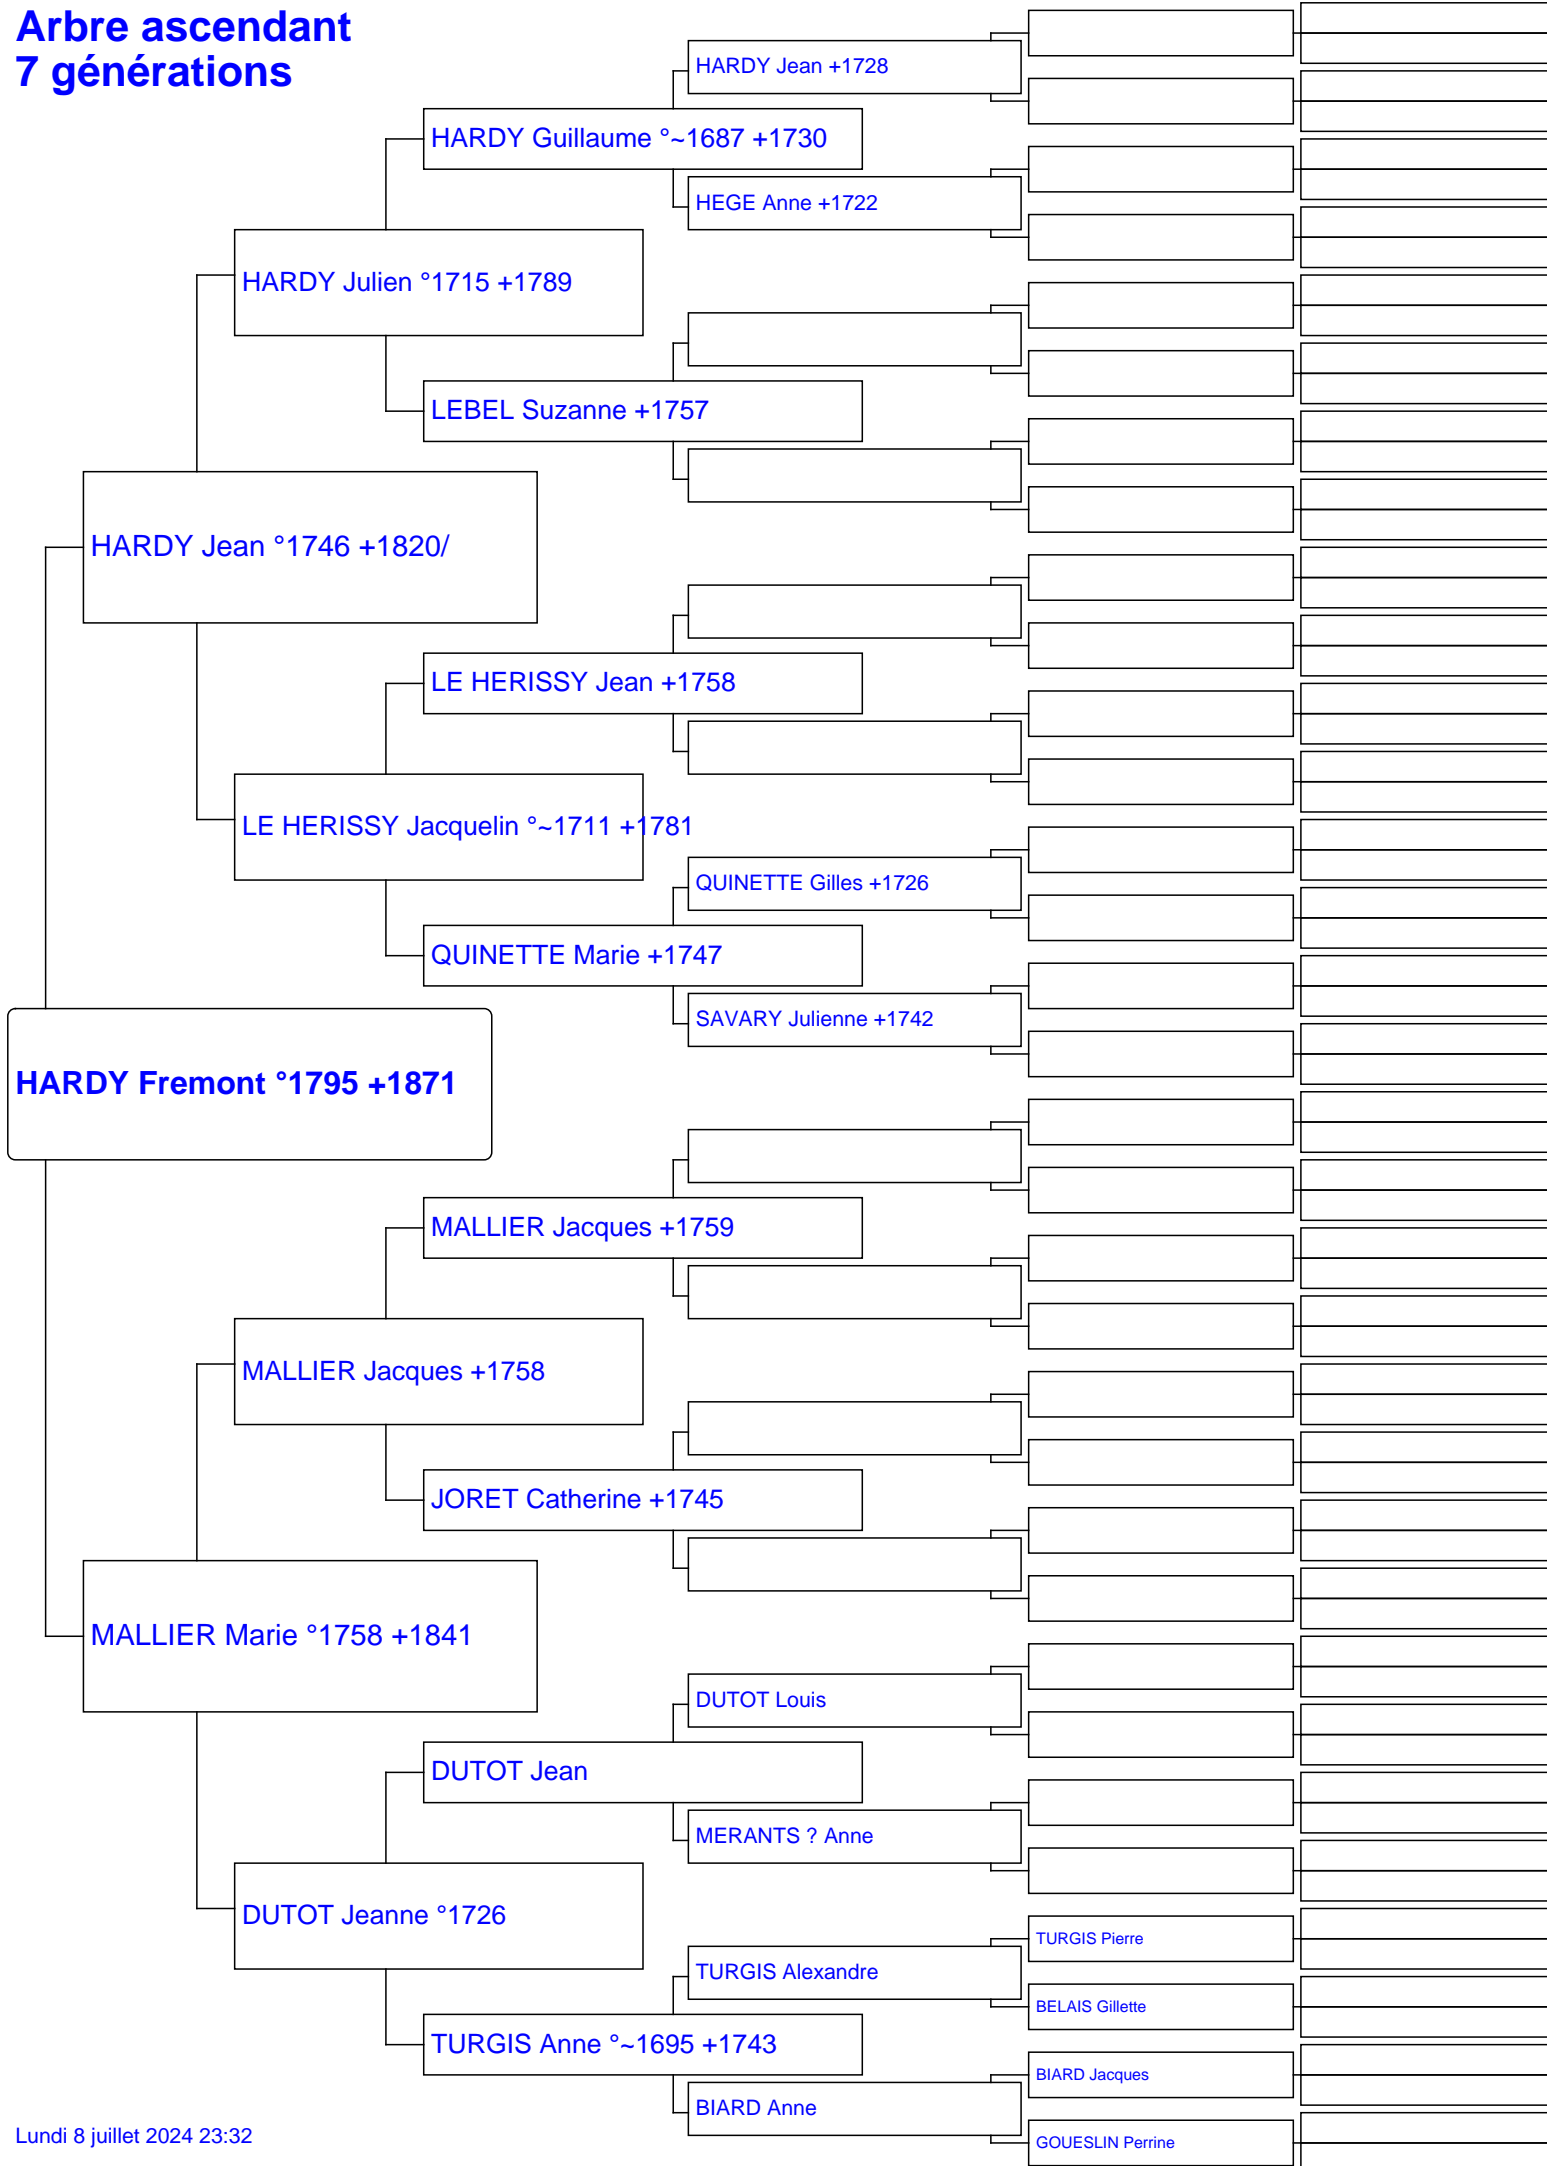 Arbre ascendant
7 générations
HARDY Jean +1728
HARDY Guillaume °~1687 +1730
HEGE Anne +1722
HARDY Julien °1715 +1789
LEBEL Suzanne +1757
HARDY Jean °1746 +1820/
LE HERISSY Jean +1758
LE HERISSY Jacquelin °~1711 +1781
QUINETTE Gilles +1726
QUINETTE Marie +1747
SAVARY Julienne +1742
HARDY Fremont °1795 +1871
MALLIER Jacques +1759
MALLIER Jacques +1758
JORET Catherine +1745
MALLIER Marie °1758 +1841
DUTOT Louis
DUTOT Jean
MERANTS ? Anne
DUTOT Jeanne °1726
TURGIS Pierre
TURGIS Alexandre
BELAIS Gillette
TURGIS Anne °~1695 +1743
BIARD Jacques
BIARD Anne
GOUESLIN Perrine
Lundi 8 juillet 2024 23:32